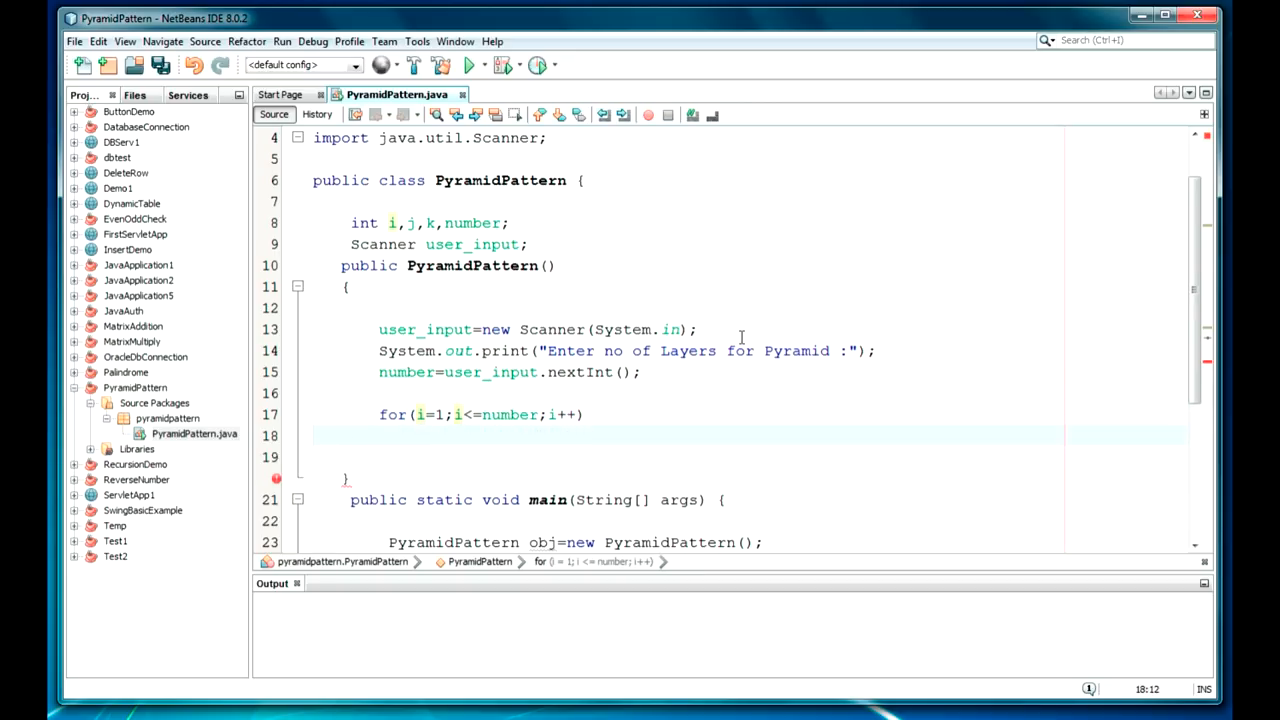 PyramidPattern - NetBeans IDE 8.0.2
File Edit View Navigate Source Refactor Run Debug Profile Team Tools Window Help
Search (Ctrl+I)
<default config>
Proj... Files Services
Start Page PyramidPattern.java
Source History
ButtonDemo
DatabaseConnection
DBServ1
dbtest
DeleteRow
Demo1
DynamicTable
EvenOddCheck
FirstServletApp
InsertDemo
JavaApplication1
JavaApplication2
JavaApplication5
JavaAuth
MatrixAddition
MatrixMultiply
OracleDbConnection
Palindrome
PyramidPattern
Source Packages
pyramidpattern
PyramidPattern.java
Libraries
RecursionDemo
ReverseNumber
ServletApp1
SwingBasicExample
Temp
Test1
Test2
4 import java.util.Scanner;
5
6 public class PyramidPattern {
7
8 int i,j,k,number;
9 Scanner user_input;
10 public PyramidPattern()
11 {
12
13 user_input=new Scanner(System.in);
14 System.out.print("Enter no of Layers for Pyramid :");
15 number=user_input.nextInt();
16
17 for(i=1;i<=number;i++)
18
19
}
21 public static void main(String[] args) {
22
23 PyramidPattern obj=new PyramidPattern();
pyramidpattern.PyramidPattern PyramidPattern for (i = 1; i <= number; i++)
Output
1 18:12 INS